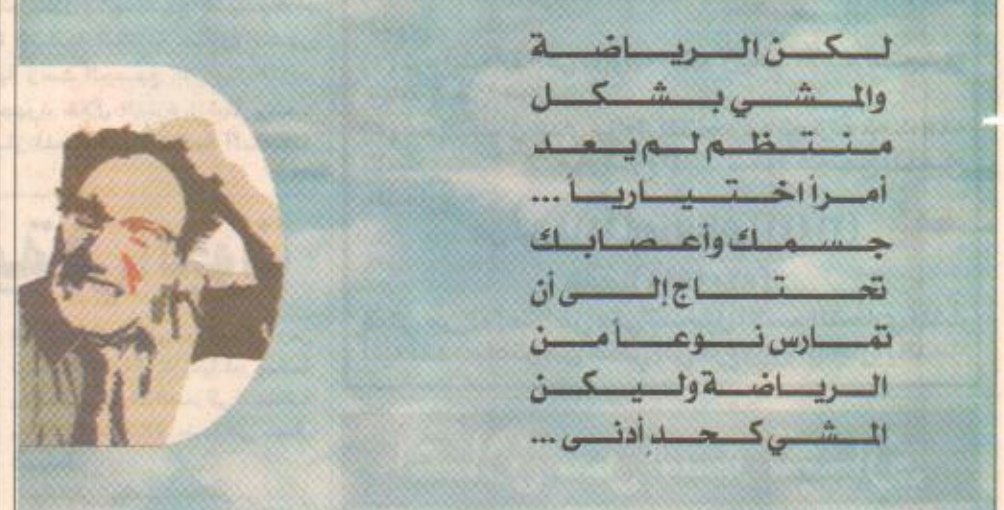 لكن الرياضة
والمشي بشكل
منتظم لم يعد
أمراً اختيارياً ...
جسمك وأعصابك
تحتاج إلى أن
تمارس نوعاً من
الرياضة وليكن
المشي كحدٍ أدنى ...